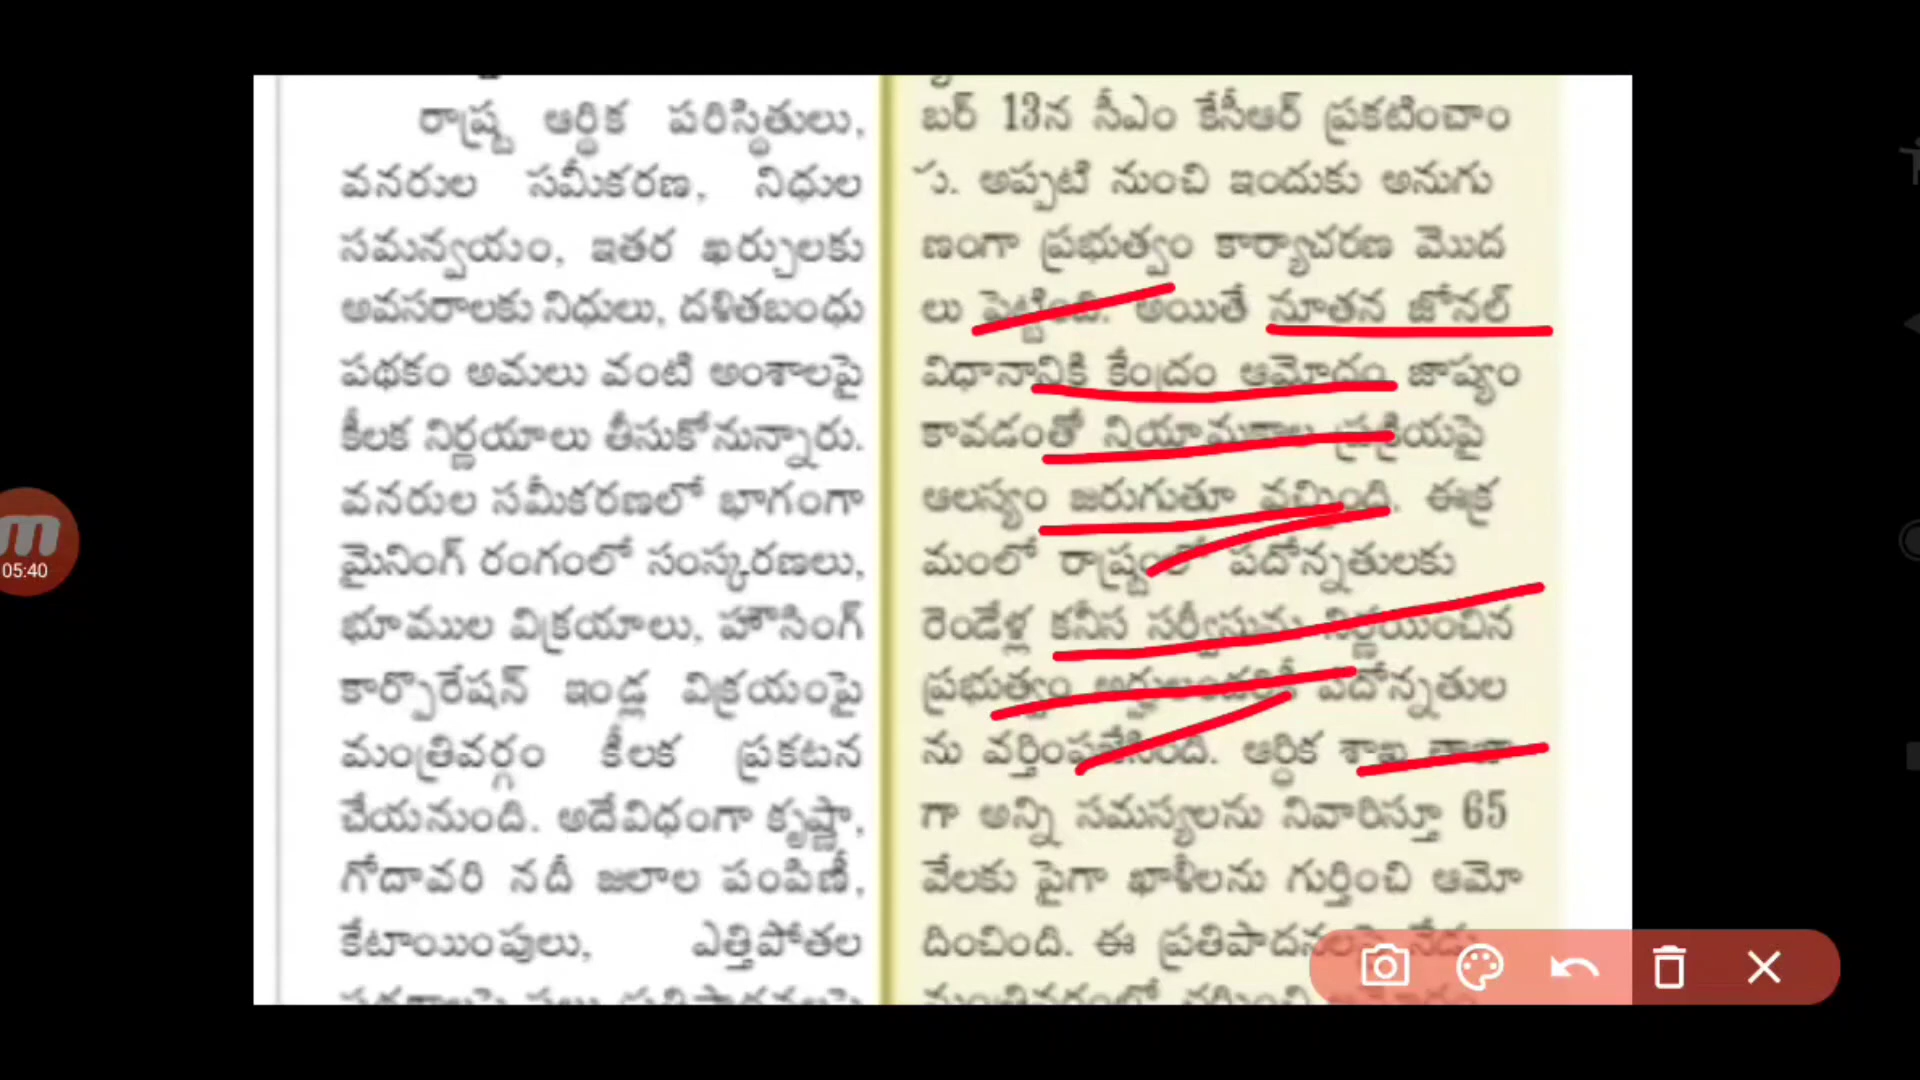 రాష్ట్ర ఆర్థిక పరిస్థితులు,
వనరుల సమీకరణ, నిధుల
సమన్వయం, ఇతర ఖర్చులకు
అవసరాలకు నిధులు, దళితబంధు
పథకం అమలు వంటి అంశాలపై
కీలక నిర్ణయాలు తీసుకోనున్నారు.
వనరుల సమీకరణలో భాగంగా
మైనింగ్ రంగంలో సంస్కరణలు,
భూముల విక్రయాలు, హౌసింగ్
కార్పొరేషన్ ఇండ్ల విక్రయంపై
మంత్రివర్గం కీలక ప్రకటన
చేయనుంది. అదేవిధంగా కృష్ణా,
గోదావరి నదీ జలాల పంపిణీ,
కేటాయింపులు, ఎత్తిపోతల
బర్ 13న సీఎం కేసీఆర్ ప్రకటించాం
అప్పటి నుంచి ఇందుకు అనుగు
ణంగా ప్రభుత్వం కార్యాచరణ మొద
లు పెట్టింది. అయితే నూతన జోనల్
విధానానికి కేంద్రం ఆమోదం జాప్యం
కావడంతో నియామకాల ప్రక్రియపై
ఆలస్యం జరుగుతూ వచ్చింది. ఈక్ర
మంలో రాష్ట్రంలో పదోన్నతులకు
రెండేళ్ల కనీస సర్వీసును నిర్ణయించిన
ప్రభుత్వం అర్హులందరికీ పదోన్నతుల
ను వర్తింపజేసింది. ఆర్థిక శాఖ తాజా
గా అన్ని సమస్యలను నివారిస్తూ 65
వేలకు పైగా ఖాళీలను గుర్తించి ఆమో
దించింది. ఈ ప్రతిపాదనలపై నేడు
05:40